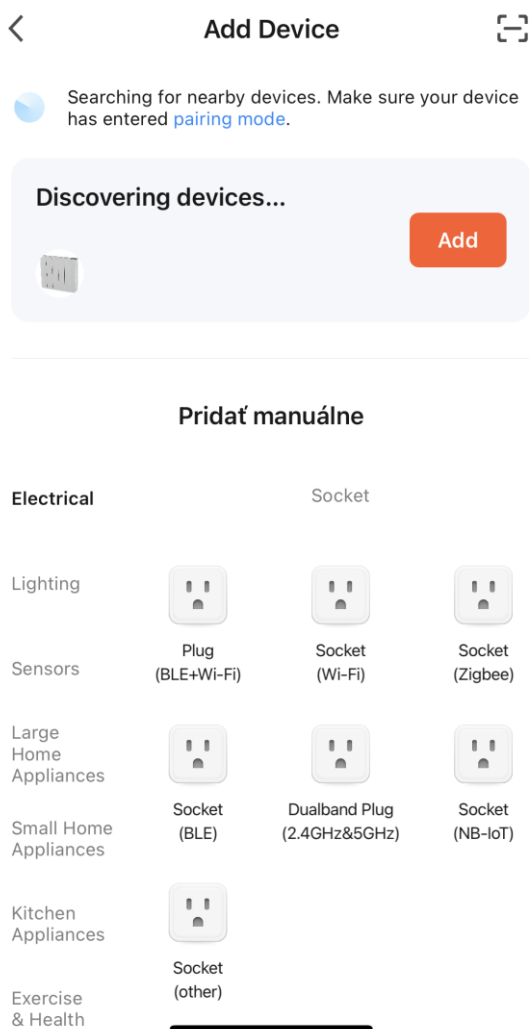 Add Device
Searching for nearby devices. Make sure your device
has entered pairing mode.
Discovering devices...
Add
Pridať manuálne
Electrical
Socket
Lighting
Sensors
Large
Home
Appliances
Small Home
Appliances
Kitchen
Appliances
Exercise
& Health
Plug
(BLE+Wi-Fi)
Socket
(Wi-Fi)
Socket
(Zigbee)
Socket
(BLE)
Dualband Plug
(2.4GHz&5GHz)
Socket
(NB-IoT)
Socket
(other)